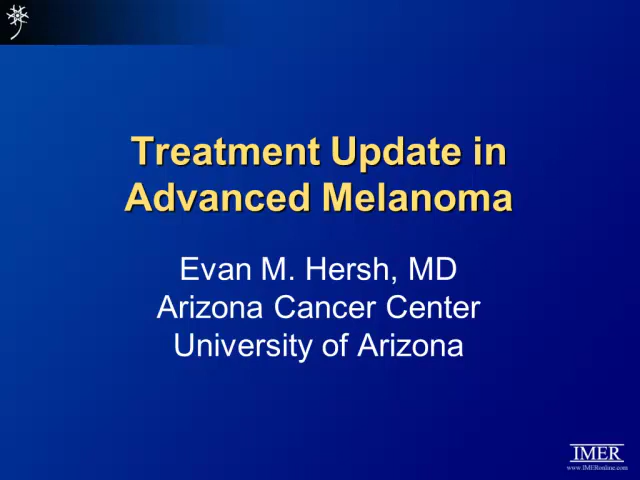 Treatment Update in
Advanced Melanoma
Evan M. Hersh, MD
Arizona Cancer Center
University of Arizona
IMER
www.IMERonline.com